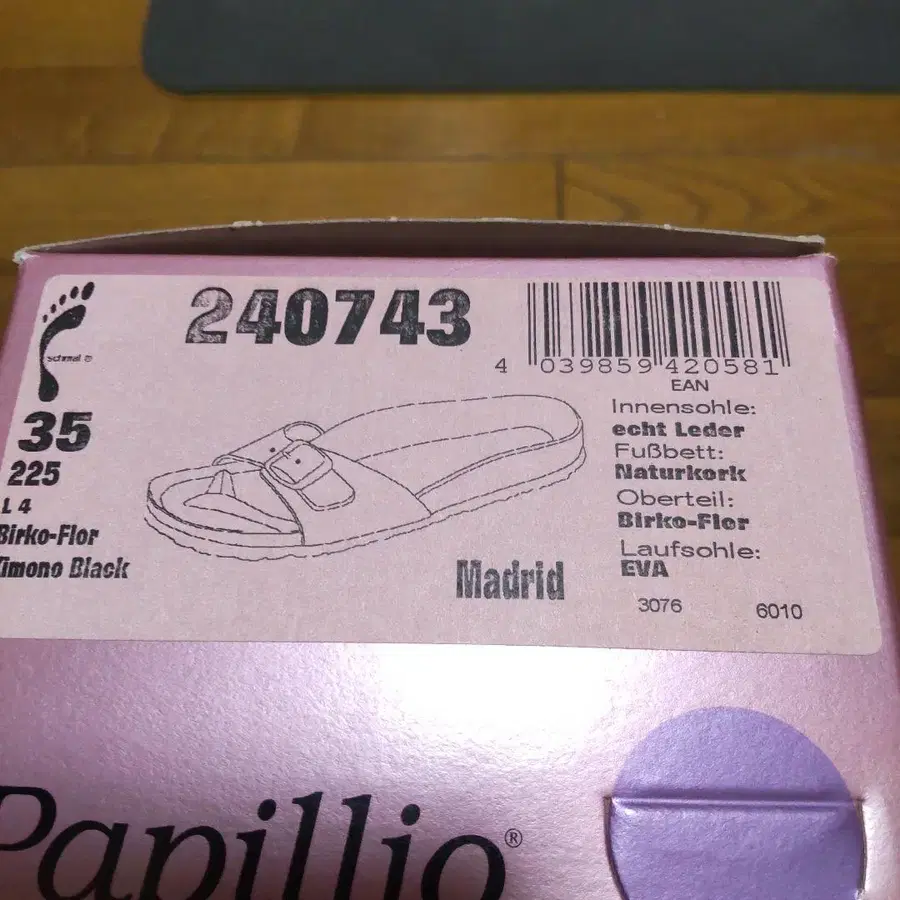 240743
4 039859 420581
EAN
schmal
35
225
L 4
Birko-Flor
Kimono Black
Madrid
Innensohle:
echt Leder
Fußbett:
Naturkork
Oberteil:
Birko-Flor
Laufsohle:
EVA
3076 6010
Papillio®